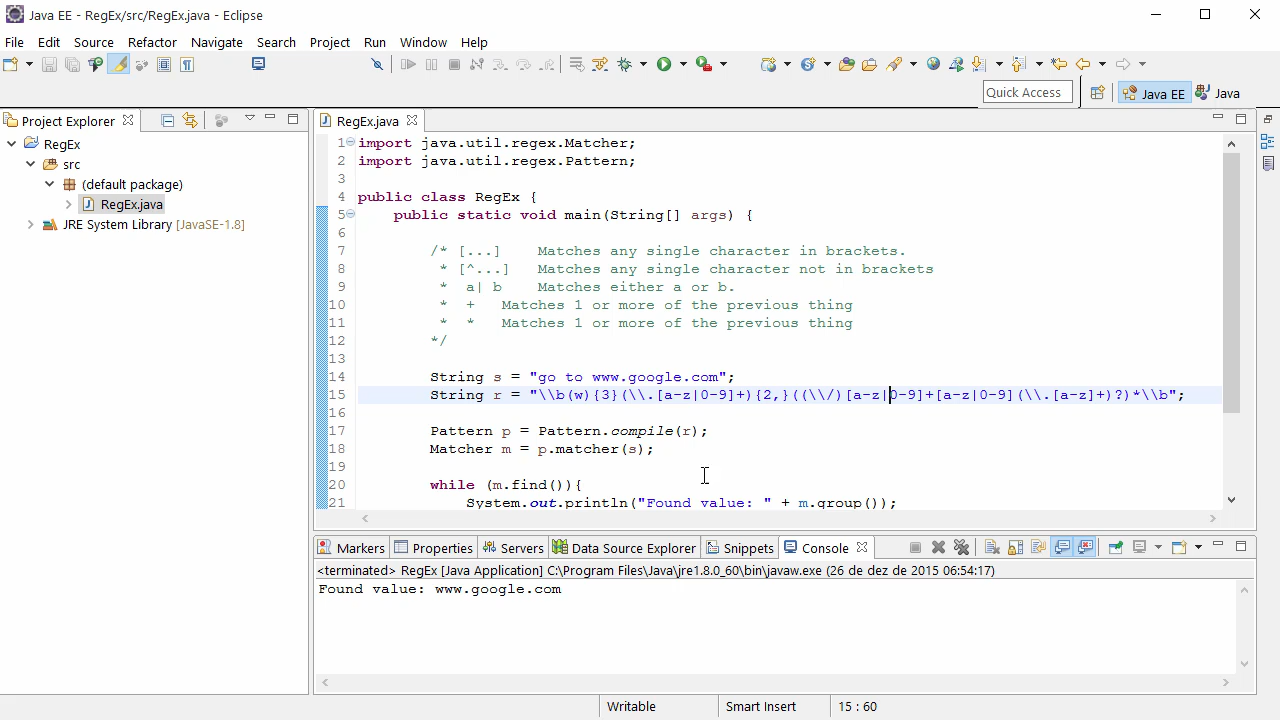 Java EE - RegEx/src/RegEx.java - Eclipse
File Edit Source Refactor Navigate Search Project Run Window Help
Quick Access Java EE Java
Project Explorer
RegEx
src
(default package)
RegEx.java
JRE System Library [JavaSE-1.8]
RegEx.java
1 import java.util.regex.Matcher;
2 import java.util.regex.Pattern;
3
4 public class RegEx {
5 public static void main(String[] args) {
6
7 /* [...] Matches any single character in brackets.
8 * [^...] Matches any single character not in brackets
9 * a| b Matches either a or b.
10 * + Matches 1 or more of the previous thing
11 * * Matches 1 or more of the previous thing
12 */
13
14 String s = "go to www.google.com";
15 String r = "\\b(w){3}(\\.[a-z|0-9]+){2,}((\\/)[a-z|0-9]+[a-z|0-9](\\.[a-z]+)?)*\\b";
16
17 Pattern p = Pattern.compile(r);
18 Matcher m = p.matcher(s);
19
20 while (m.find()){
21 System.out.println("Found value: " + m.group());
Markers Properties Servers Data Source Explorer Snippets Console
<terminated> RegEx [Java Application] C:\Program Files\Java\jre1.8.0_60\bin\javaw.exe (26 de dez de 2015 06:54:17)
Found value: www.google.com
Writable Smart Insert 15 : 60